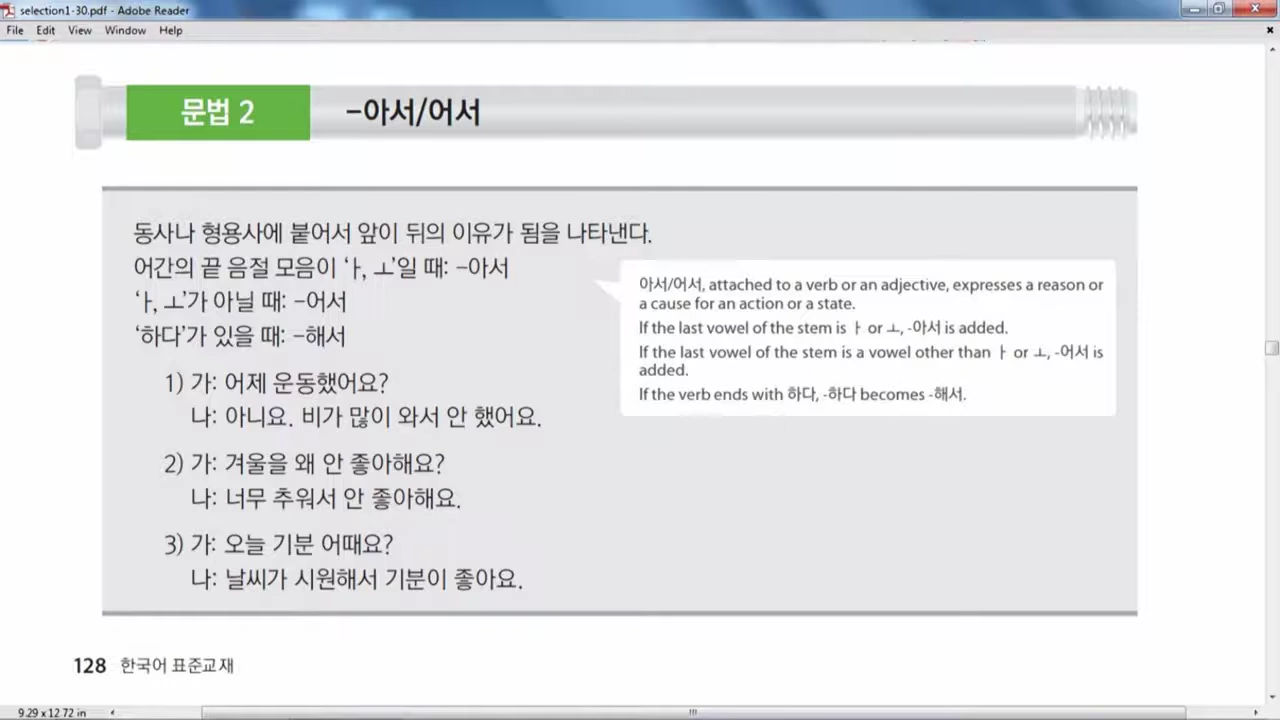 selection1-30.pdf - Adobe Reader
File Edit View Window Help
문법 2 -아서/어서
동사나 형용사에 붙어서 앞이 뒤의 이유가 됨을 나타낸다.
어간의 끝 음절 모음이 ‘ㅏ, ㅗ’일 때: -아서
‘ㅏ, ㅗ’가 아닐 때: -어서
‘하다’가 있을 때: -해서
아서/어서, attached to a verb or an adjective, expresses a reason or
a cause for an action or a state.
If the last vowel of the stem is ㅏ or ㅗ, -아서 is added.
If the last vowel of the stem is a vowel other than ㅏ or ㅗ, -어서 is
added.
If the verb ends with 하다, -하다 becomes -해서.
1) 가: 어제 운동했어요?
나: 아니요. 비가 많이 와서 안 했어요.
2) 가: 겨울을 왜 안 좋아해요?
나: 너무 추워서 안 좋아해요.
3) 가: 오늘 기분 어때요?
나: 날씨가 시원해서 기분이 좋아요.
128 한국어 표준교재
9.29 x 12.72 in